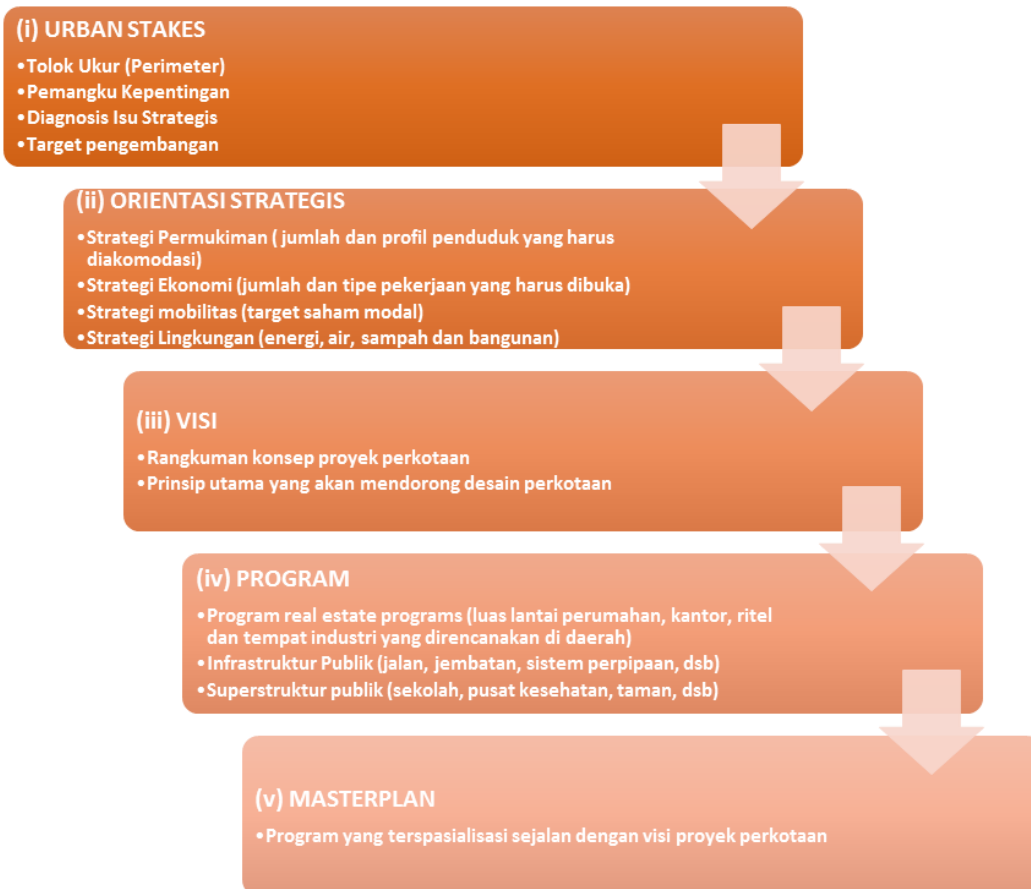 (i) URBAN STAKES
•Tolok Ukur (Perimeter)
•Pemangku Kepentingan
•Diagnosis Isu Strategis
•Target pengembangan
(ii) ORIENTASI STRATEGIS
•Strategi Permukiman ( jumlah dan profil penduduk yang harus
diakomodasi)
•Strategi Ekonomi (jumlah dan tipe pekerjaan yang harus dibuka)
•Strategi mobilitas (target saham modal)
•Strategi Lingkungan (energi, air, sampah dan bangunan)
(iii) VISI
•Rangkuman konsep proyek perkotaan
•Prinsip utama yang akan mendorong desain perkotaan
(iv) PROGRAM
•Program real estate programs (luas lantai perumahan, kantor, ritel
dan tempat industri yang direncanakan di daerah)
•Infrastruktur Publik (jalan, jembatan, sistem perpipaan, dsb)
•Superstruktur publik (sekolah, pusat kesehatan, taman, dsb)
(v) MASTERPLAN
•Program yang terspasialisasi sejalan dengan visi proyek perkotaan